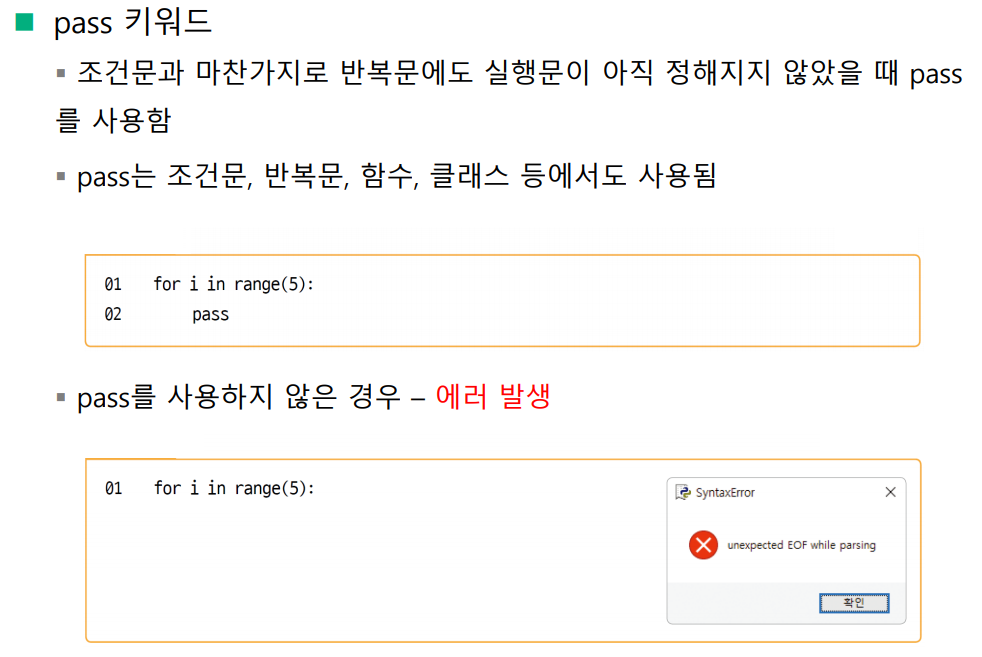 pass 키워드
조건문과 마찬가지로 반복문에도 실행문이 아직 정해지지 않았을 때 pass
를 사용함
pass는 조건문, 반복문, 함수, 클래스 등에서도 사용됨
01 for i in range(5):
02 pass
pass를 사용하지 않은 경우 – 에러 발생
01 for i in range(5):
SyntaxError
unexpected EOF while parsing
확인